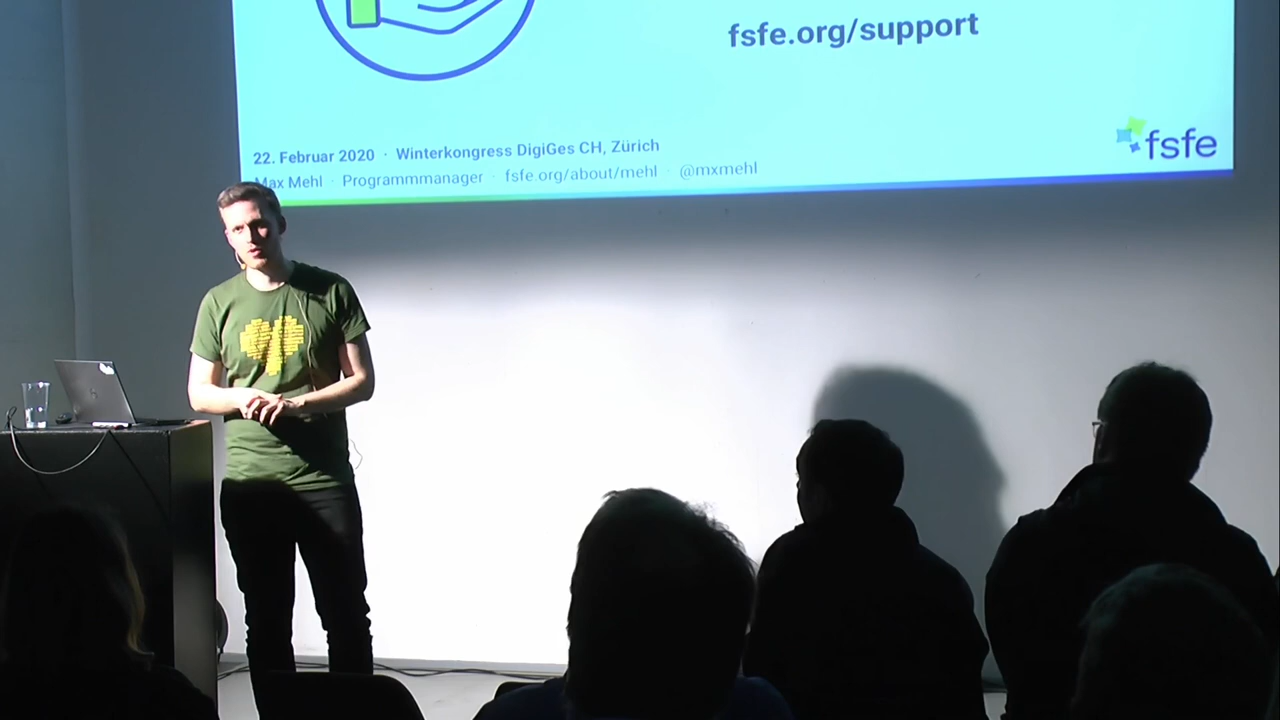 fsfe.org/support
22. Februar 2020 · Winterkongress DigiGes CH, Zürich
Max Mehl · Programmmanager · fsfe.org/about/mehl · @mxmehl
fsfe